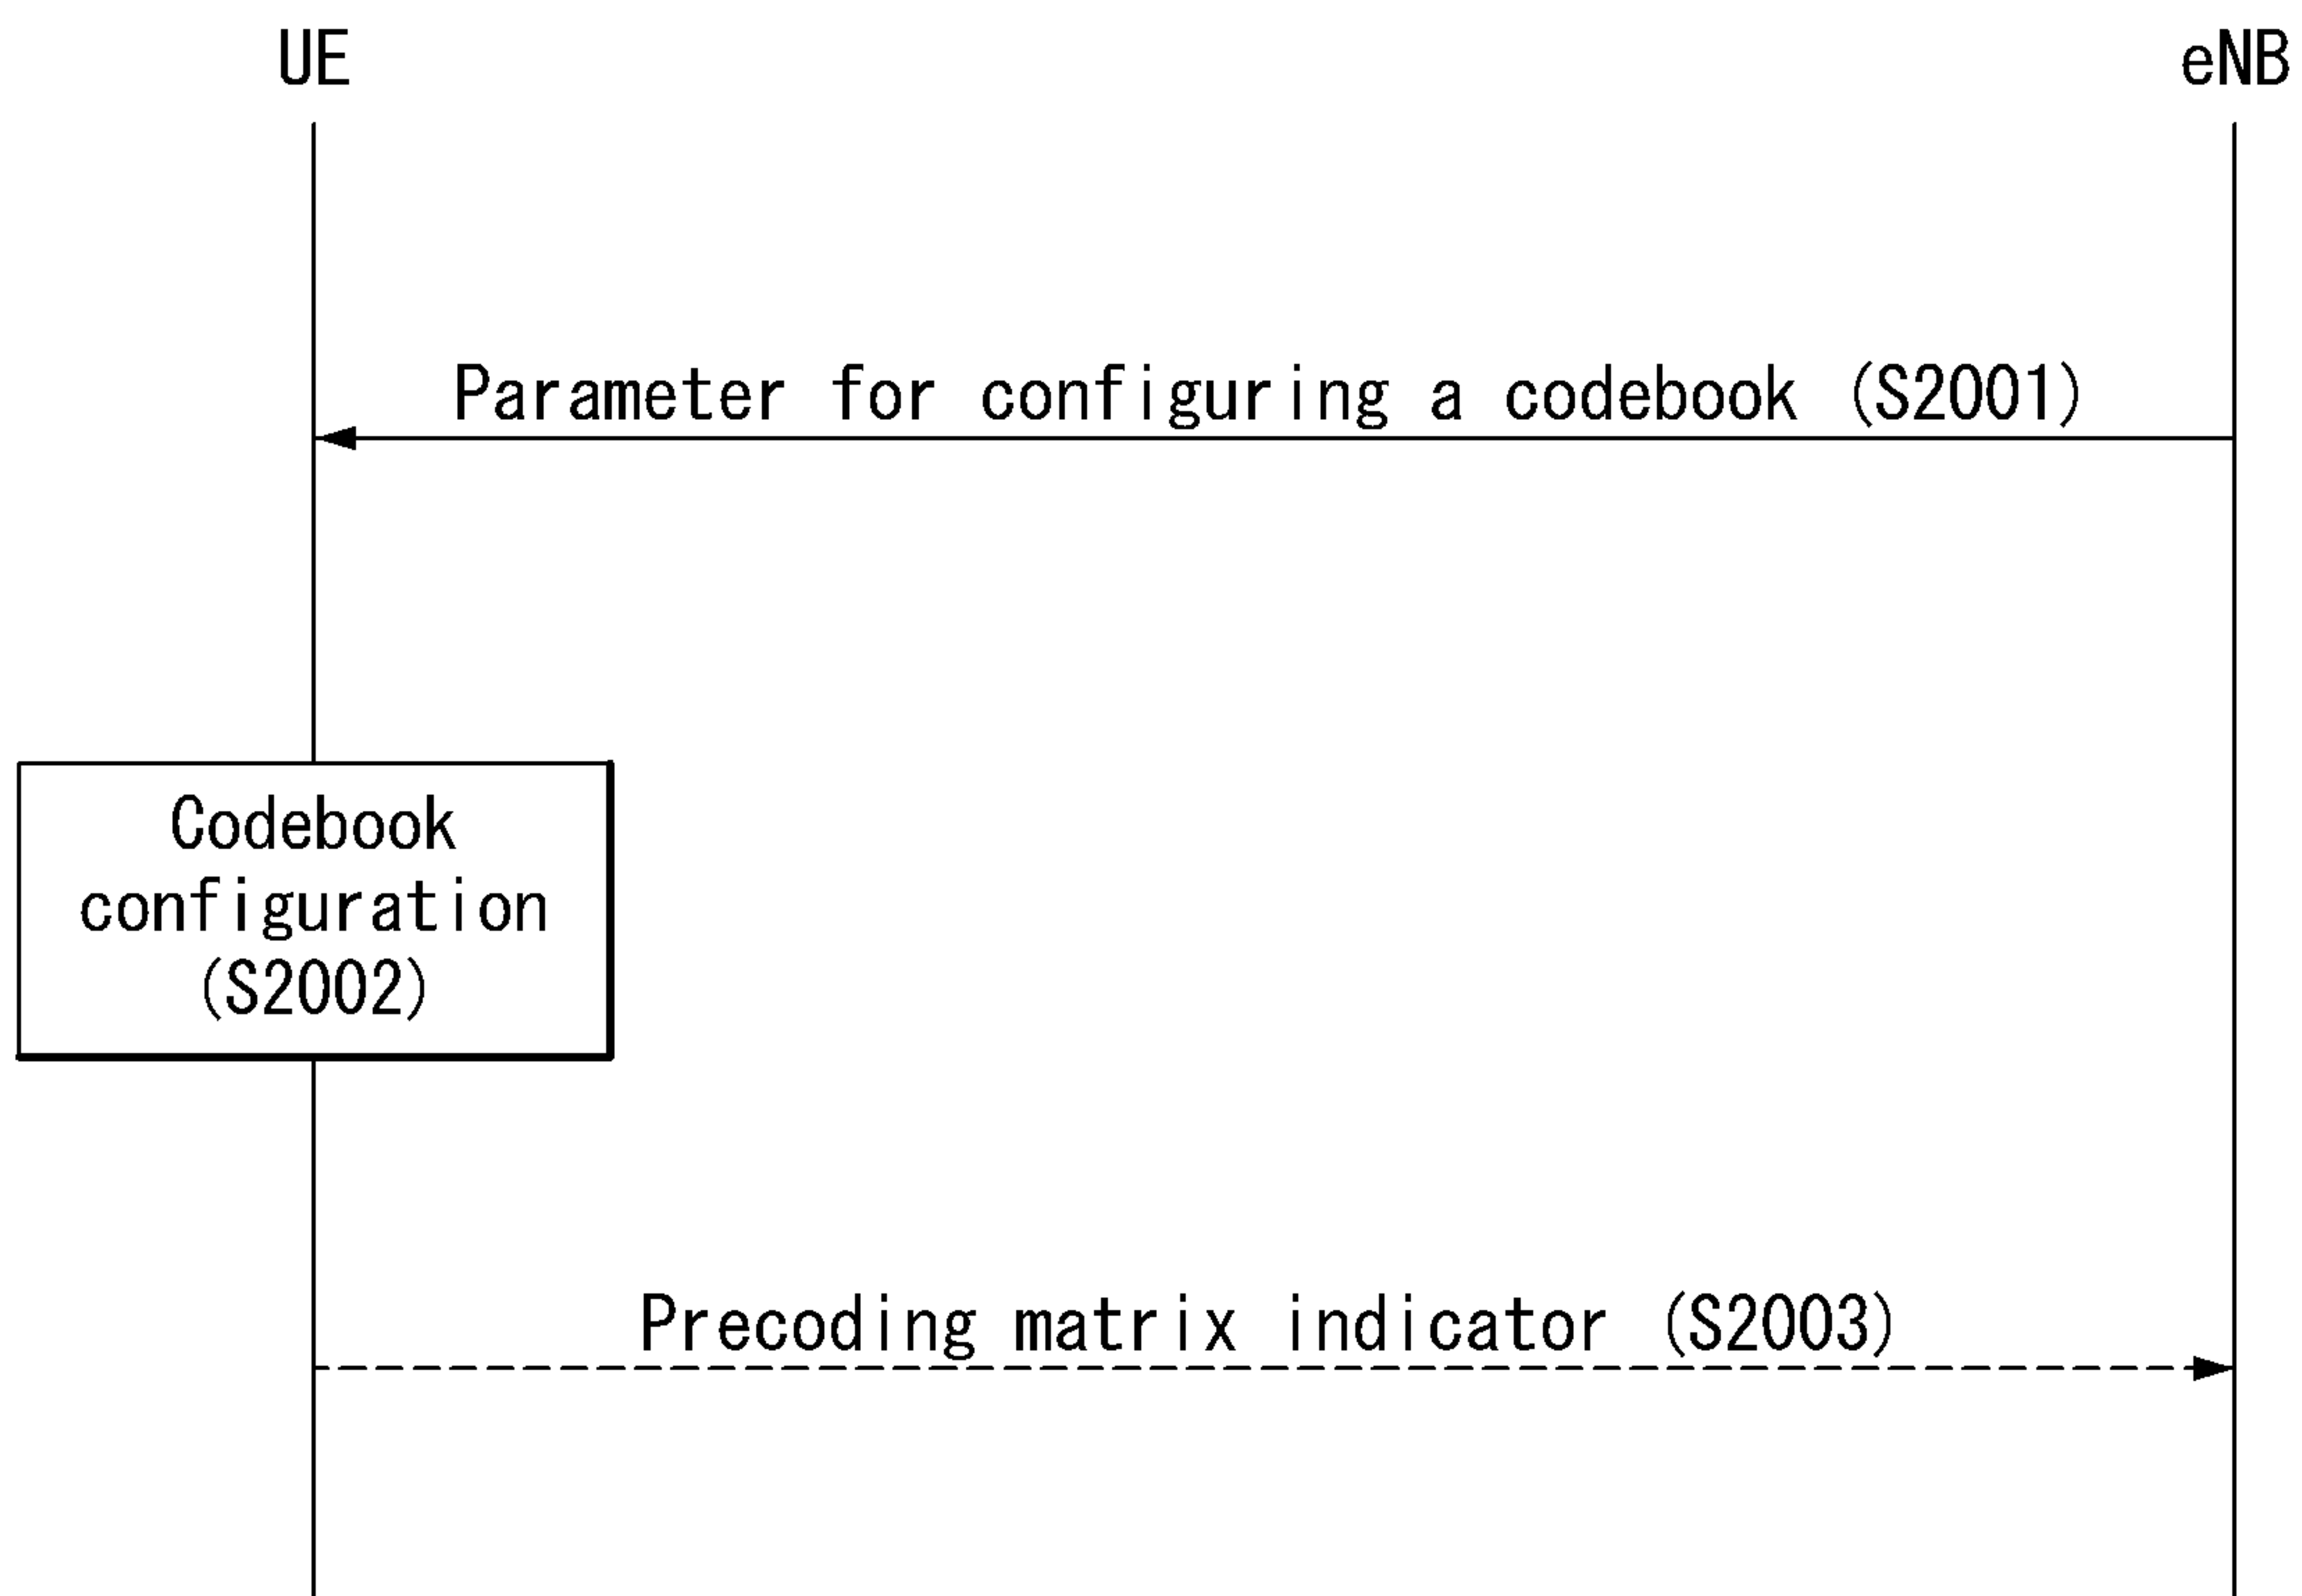 UE
eNB
Parameter for configuring a codebook (S2001)
Codebook
configuration
(S2002)
Precoding matrix indicator (S2003)